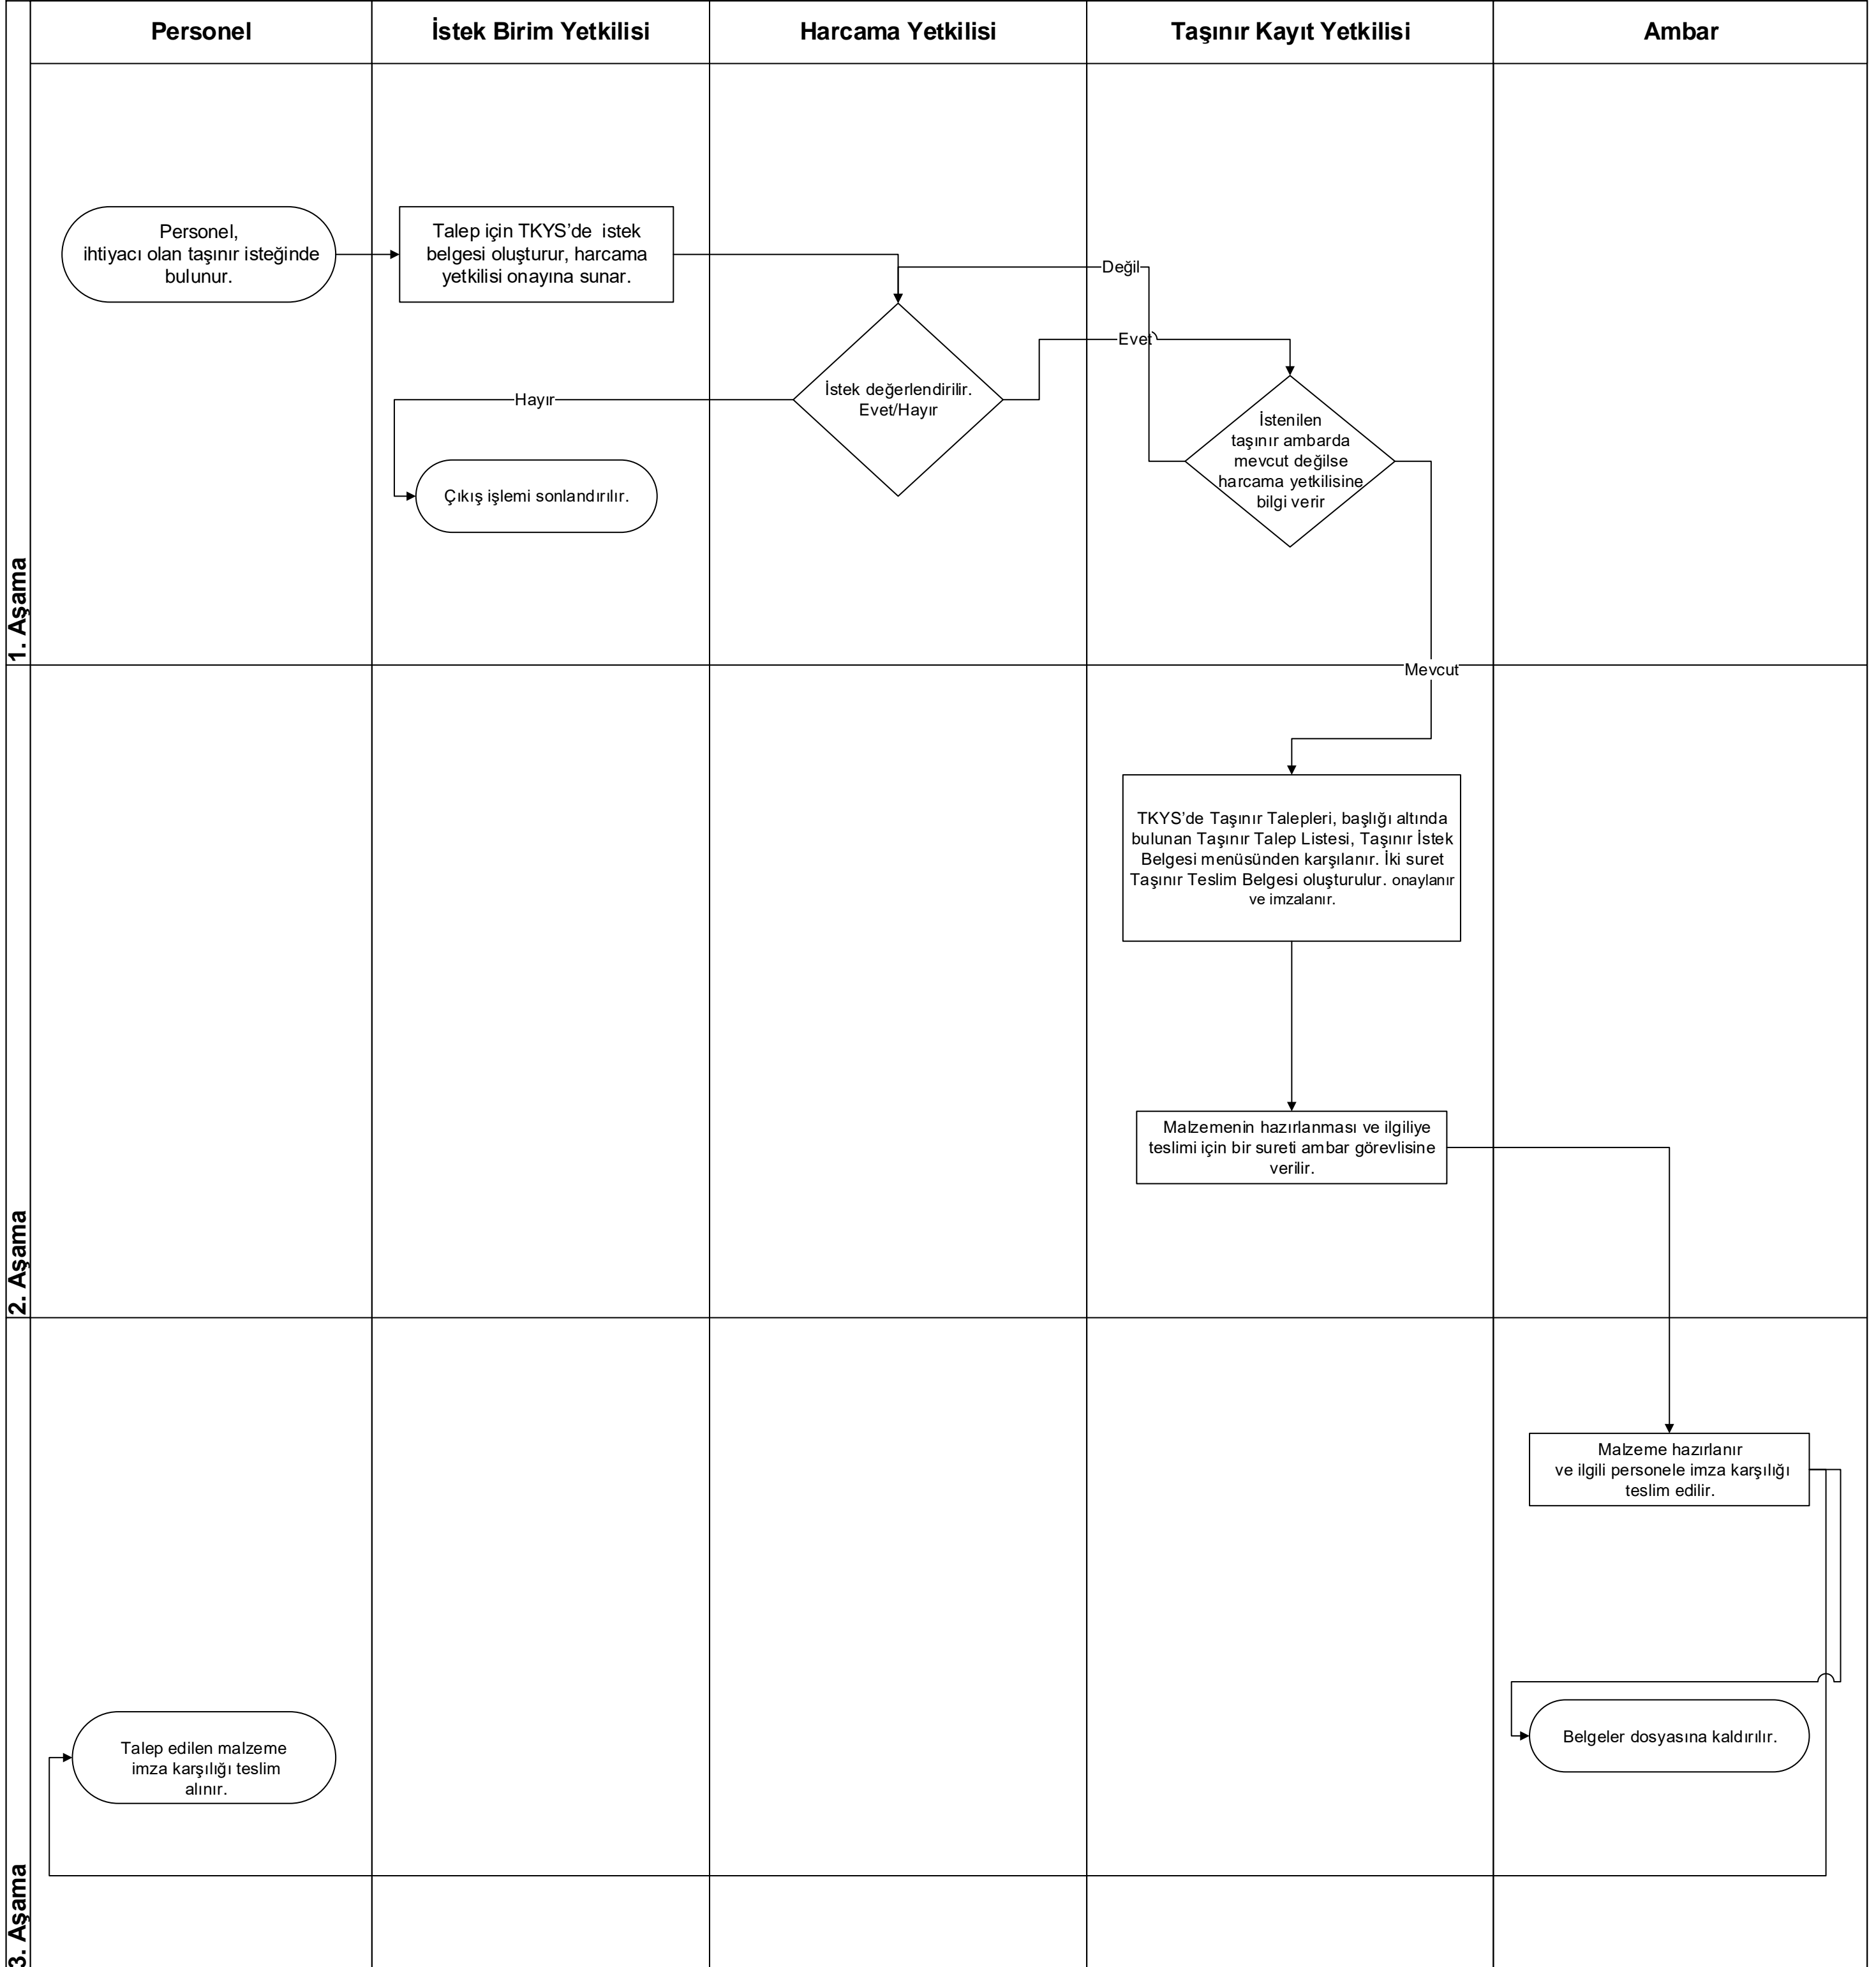 Personel
İstek Birim Yetkilisi
Harcama Yetkilisi
Taşınır Kayıt Yetkilisi
Ambar
1. Aşama
Personel,
ihtiyacı olan taşınır isteğinde
bulunur.
Talep için TKYS’de istek
belgesi oluşturur, harcama
yetkilisi onayına sunar.
Değil
Evet
Hayır
İstek değerlendirilir.
Evet/Hayır
İstenilen
taşınır ambarda
mevcut değilse
harcama yetkilisine
bilgi verir
Çıkış işlemi sonlandırılır.
Mevcut
2. Aşama
TKYS’de Taşınır Talepleri, başlığı altında
bulunan Taşınır Talep Listesi, Taşınır İstek
Belgesi menüsünden karşılanır. İki suret
Taşınır Teslim Belgesi oluşturulur. onaylanır
ve imzalanır.
Malzemenin hazırlanması ve ilgiliye
teslimi için bir sureti ambar görevlisine
verilir.
3. Aşama
Malzeme hazırlanır
ve ilgili personele imza karşılığı
teslim edilir.
Belgeler dosyasına kaldırılır.
Talep edilen malzeme
imza karşılığı teslim
alınır.